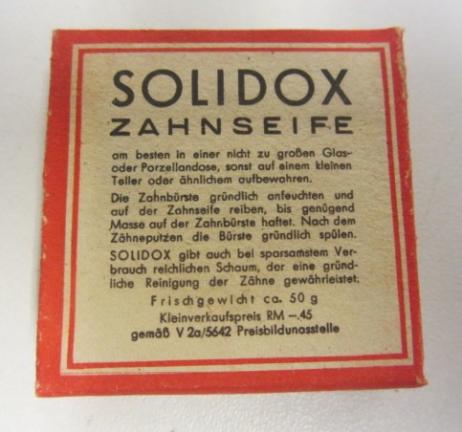 SOLIDOX
ZAHNSEIFE
am besten in einer nicht zu großen Glas-
oder Porzellandose, sonst auf einem kleinen
Teller oder ähnlichem aufbewahren.
Die Zahnbürste gründlich anfeuchten und
auf der Zahnseife reiben, bis genügend
Masse auf der Zahnbürste haftet. Nach dem
Zähneputzen die Bürste gründlich spülen.
SOLIDOX gibt auch bei sparsamstem Ver-
brauch reichlichen Schaum, der eine gründ-
liche Reinigung der Zähne gewährleistet.
Frischgewicht ca. 50 g
Kleinverkaufspreis RM –.45
gemäß V 2a/5642 Preisbildungsstelle